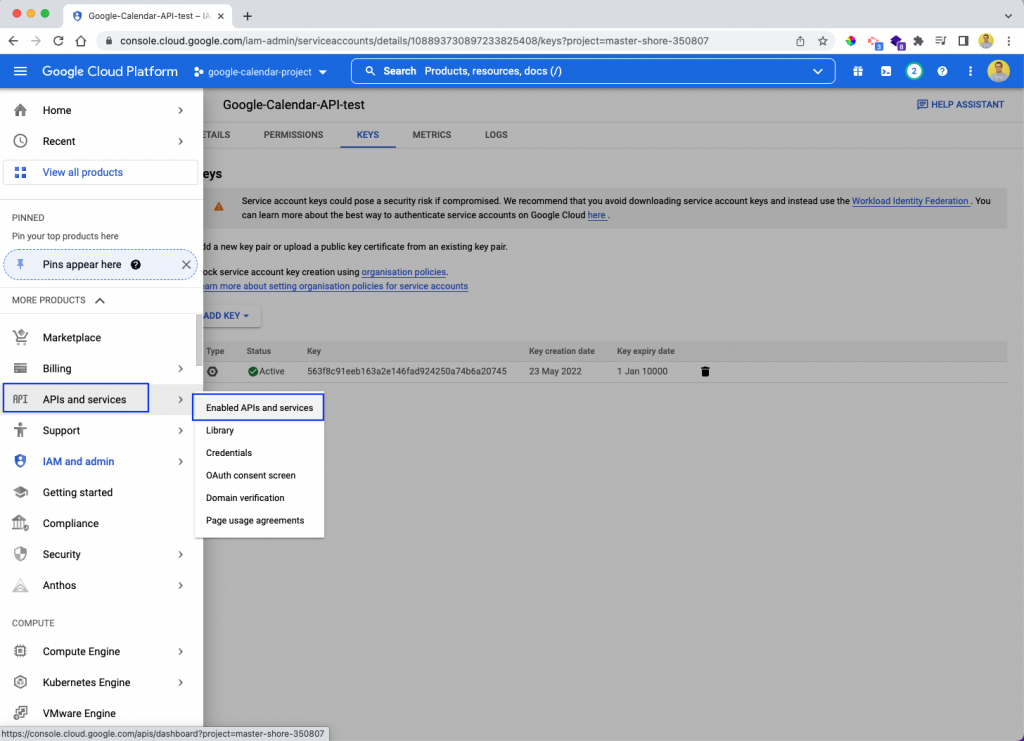 Google-Calendar-API-test – IA
console.cloud.google.com/iam-admin/serviceaccounts/details/108893730897233825408/keys?project=master-shore-350807
3
8
Google Cloud Platform
google-calendar-project
Search Products, resources, docs (/)
2
Home
Recent
View all products
PINNED
Pin your top products here
Pins appear here
MORE PRODUCTS
Marketplace
Billing
API APIs and services
Support
IAM and admin
Getting started
Compliance
Security
Anthos
COMPUTE
Compute Engine
Kubernetes Engine
VMware Engine
Enabled APIs and services
Library
Credentials
OAuth consent screen
Domain verification
Page usage agreements
Google-Calendar-API-test
HELP ASSISTANT
ETAILS PERMISSIONS KEYS METRICS LOGS
eys
Service account keys could pose a security risk if compromised. We recommend that you avoid downloading service account keys and instead use the Workload Identity Federation . You
can learn more about the best way to authenticate service accounts on Google Cloud here .
dd a new key pair or upload a public key certificate from an existing key pair.
ock service account key creation using organisation policies.
earn more about setting organisation policies for service accounts
ADD KEY
Type Status Key Key creation date Key expiry date
Active 563f8c91eeb163a2e146fad924250a74b6a20745 23 May 2022 1 Jan 10000
https://console.cloud.google.com/apis/dashboard?project=master-shore-350807